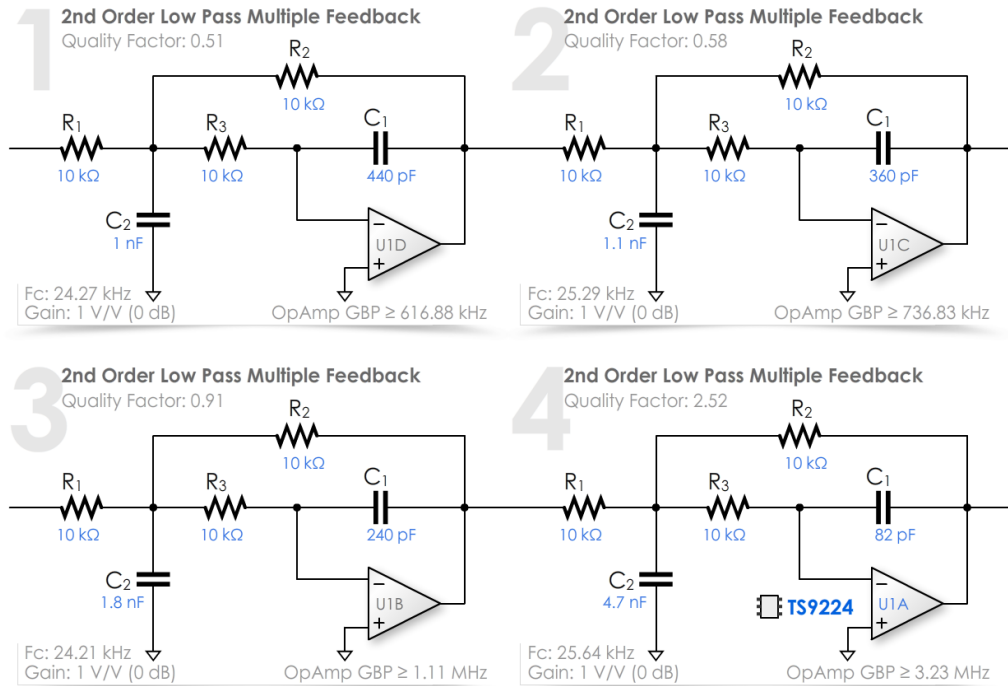 1
2nd Order Low Pass Multiple Feedback
Quality Factor: 0.51
R2
10 kΩ
R1
10 kΩ
R3
10 kΩ
C1
440 pF
C2
1 nF
−
+
U1D
Fc: 24.27 kHz
Gain: 1 V/V (0 dB)
OpAmp GBP ≥ 616.88 kHz
2
2nd Order Low Pass Multiple Feedback
Quality Factor: 0.58
R2
10 kΩ
R1
10 kΩ
R3
10 kΩ
C1
360 pF
C2
1.1 nF
−
+
U1C
Fc: 25.29 kHz
Gain: 1 V/V (0 dB)
OpAmp GBP ≥ 736.83 kHz
3
2nd Order Low Pass Multiple Feedback
Quality Factor: 0.91
R2
10 kΩ
R1
10 kΩ
R3
10 kΩ
C1
240 pF
C2
1.8 nF
−
+
U1B
Fc: 24.21 kHz
Gain: 1 V/V (0 dB)
OpAmp GBP ≥ 1.11 MHz
4
2nd Order Low Pass Multiple Feedback
Quality Factor: 2.52
R2
10 kΩ
R1
10 kΩ
R3
10 kΩ
C1
82 pF
C2
4.7 nF
TS9224
−
+
U1A
Fc: 25.64 kHz
Gain: 1 V/V (0 dB)
OpAmp GBP ≥ 3.23 MHz